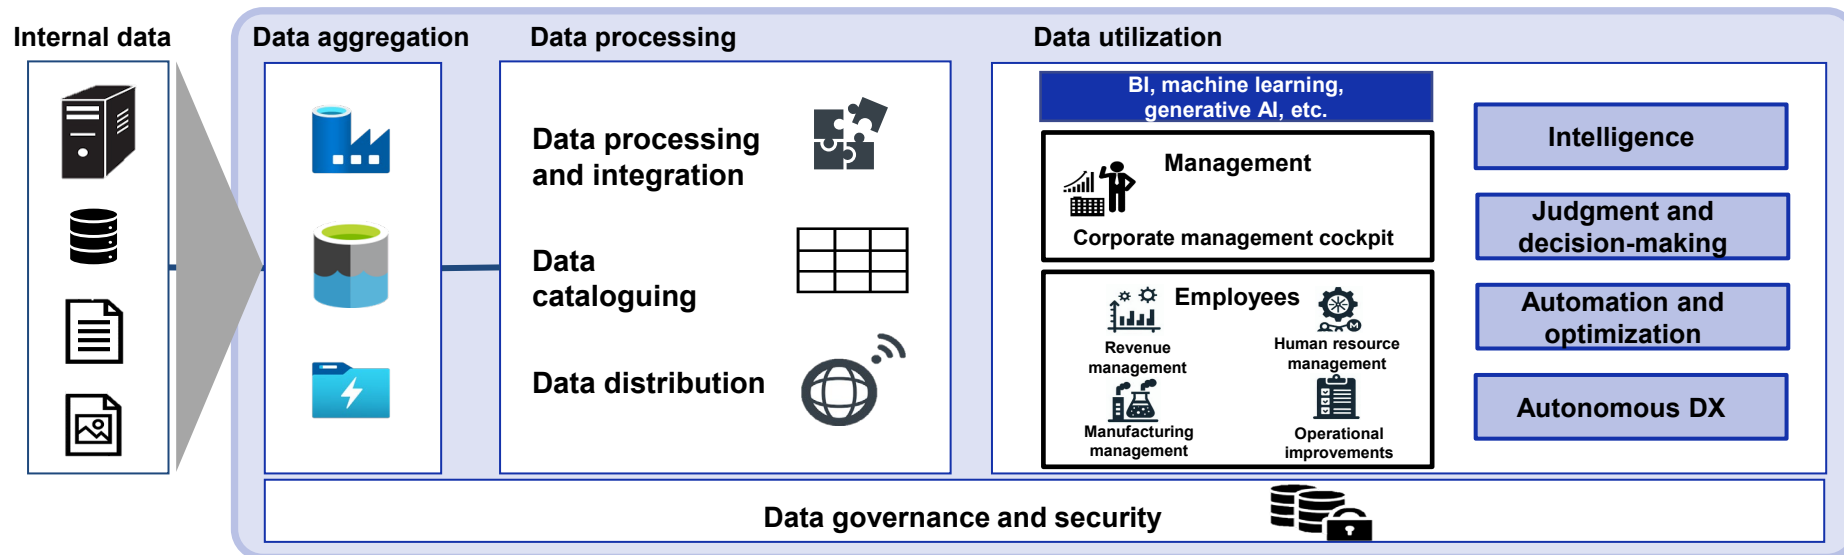 Internal data
Data aggregation
Data processing
Data utilization
Data processing
and integration
Data
cataloguing
Data distribution
BI, machine learning,
generative AI, etc.
Management
Corporate management cockpit
Employees
Revenue
management
Human resource
management
M
Manufacturing
management
Operational
improvements
Intelligence
Judgment and
decision-making
Automation and
optimization
Autonomous DX
Data governance and security